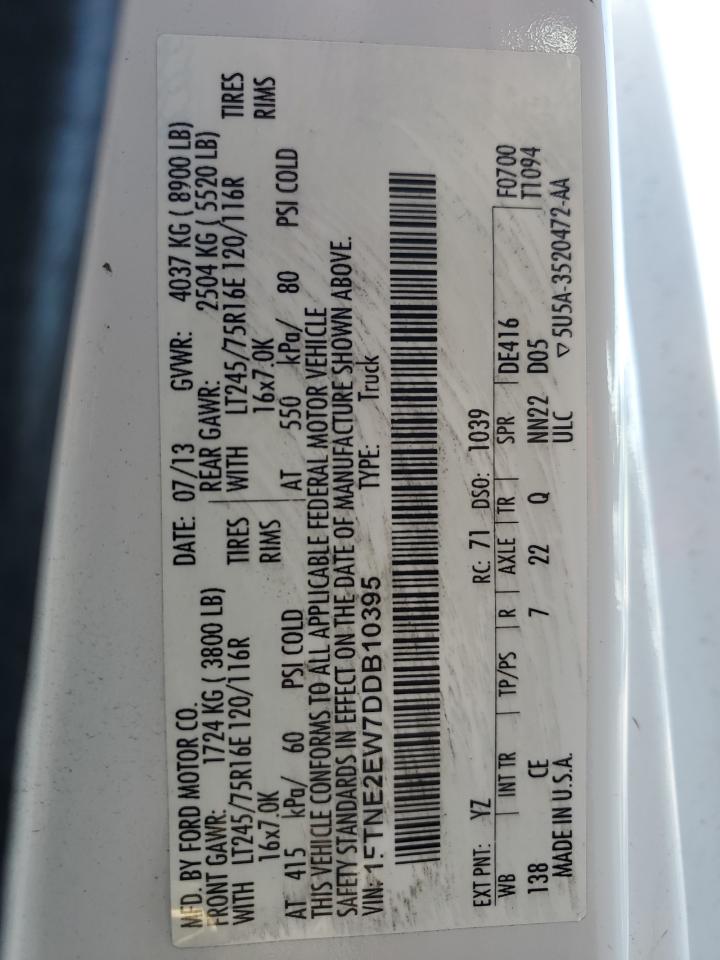 MFD. BY FORD MOTOR CO. DATE: 07/13 GVWR: 4037 KG ( 8900 LB)
FRONT GAWR: 1724 KG ( 3800 LB) REAR GAWR: 2504 KG ( 5520 LB)
WITH LT245/75R16E 120/116R TIRES WITH LT245/75R16E 120/116R TIRES
16x7.0K RIMS 16x7.0K RIMS
AT 415 kPa/ 60 PSI COLD AT 550 kPa/ 80 PSI COLD
THIS VEHICLE CONFORMS TO ALL APPLICABLE FEDERAL MOTOR VEHICLE
SAFETY STANDARDS IN EFFECT ON THE DATE OF MANUFACTURE SHOWN ABOVE.
VIN: 1FTNE2EW7DDB10395 TYPE: Truck
EXT PNT: YZ RC: 71 DSO: 1039
WB INT TR TP/PS R AXLE TR SPR DE416 F0700
138 CE 7 22 Q NN22 D05 T1094
MADE IN U.S.A. ULC ▽5U5A-3520472-AA